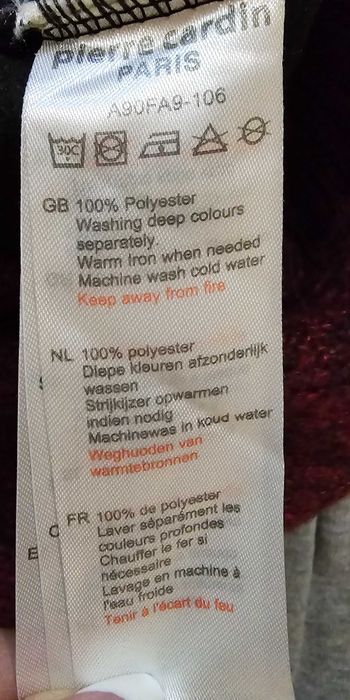 pierre cardin
PARIS
A90FA9-106
30C
GB 100% Polyester
Washing deep colours
separately.
Warm iron when needed
Machine wash cold water
Keep away from fire
NL 100% polyester
Diepe kleuren afzonderlijk
wassen
Strijkijzer opwarmen
indien nodig
Machinewas in koud water
Weghuoden van
warmtebronnen
FR 100% de polyester
Laver séparément les
couleurs profondes
Chauffer le fer si
nécessaire
Lavage en machine à
l'eau froide
Tenir à l'écart du feu
C
E